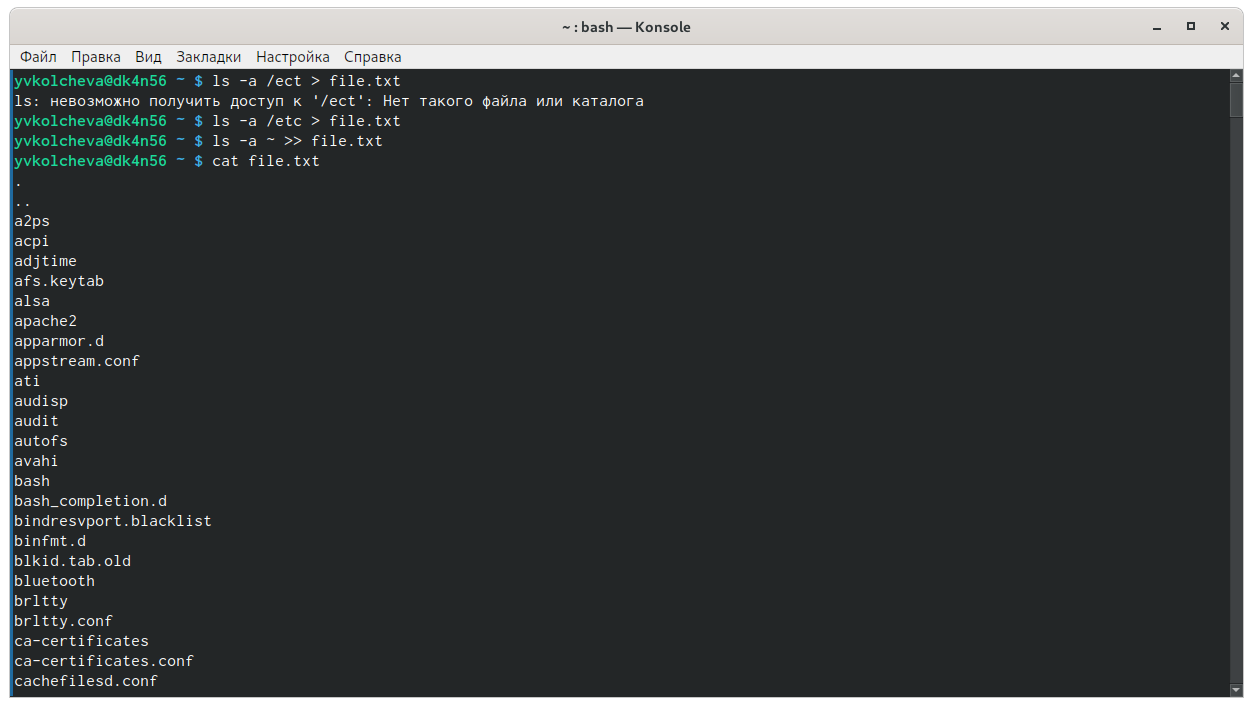 ~ : bash — Konsole
Файл Правка Вид Закладки Настройка Справка
yvkolcheva@dk4n56 ~ $ ls -a /ect > file.txt
ls: невозможно получить доступ к '/ect': Нет такого файла или каталога
yvkolcheva@dk4n56 ~ $ ls -a /etc > file.txt
yvkolcheva@dk4n56 ~ $ ls -a ~ >> file.txt
yvkolcheva@dk4n56 ~ $ cat file.txt
.
..
a2ps
acpi
adjtime
afs.keytab
alsa
apache2
apparmor.d
appstream.conf
ati
audisp
audit
autofs
avahi
bash
bash_completion.d
bindresvport.blacklist
binfmt.d
blkid.tab.old
bluetooth
brltty
brltty.conf
ca-certificates
ca-certificates.conf
cachefilesd.conf